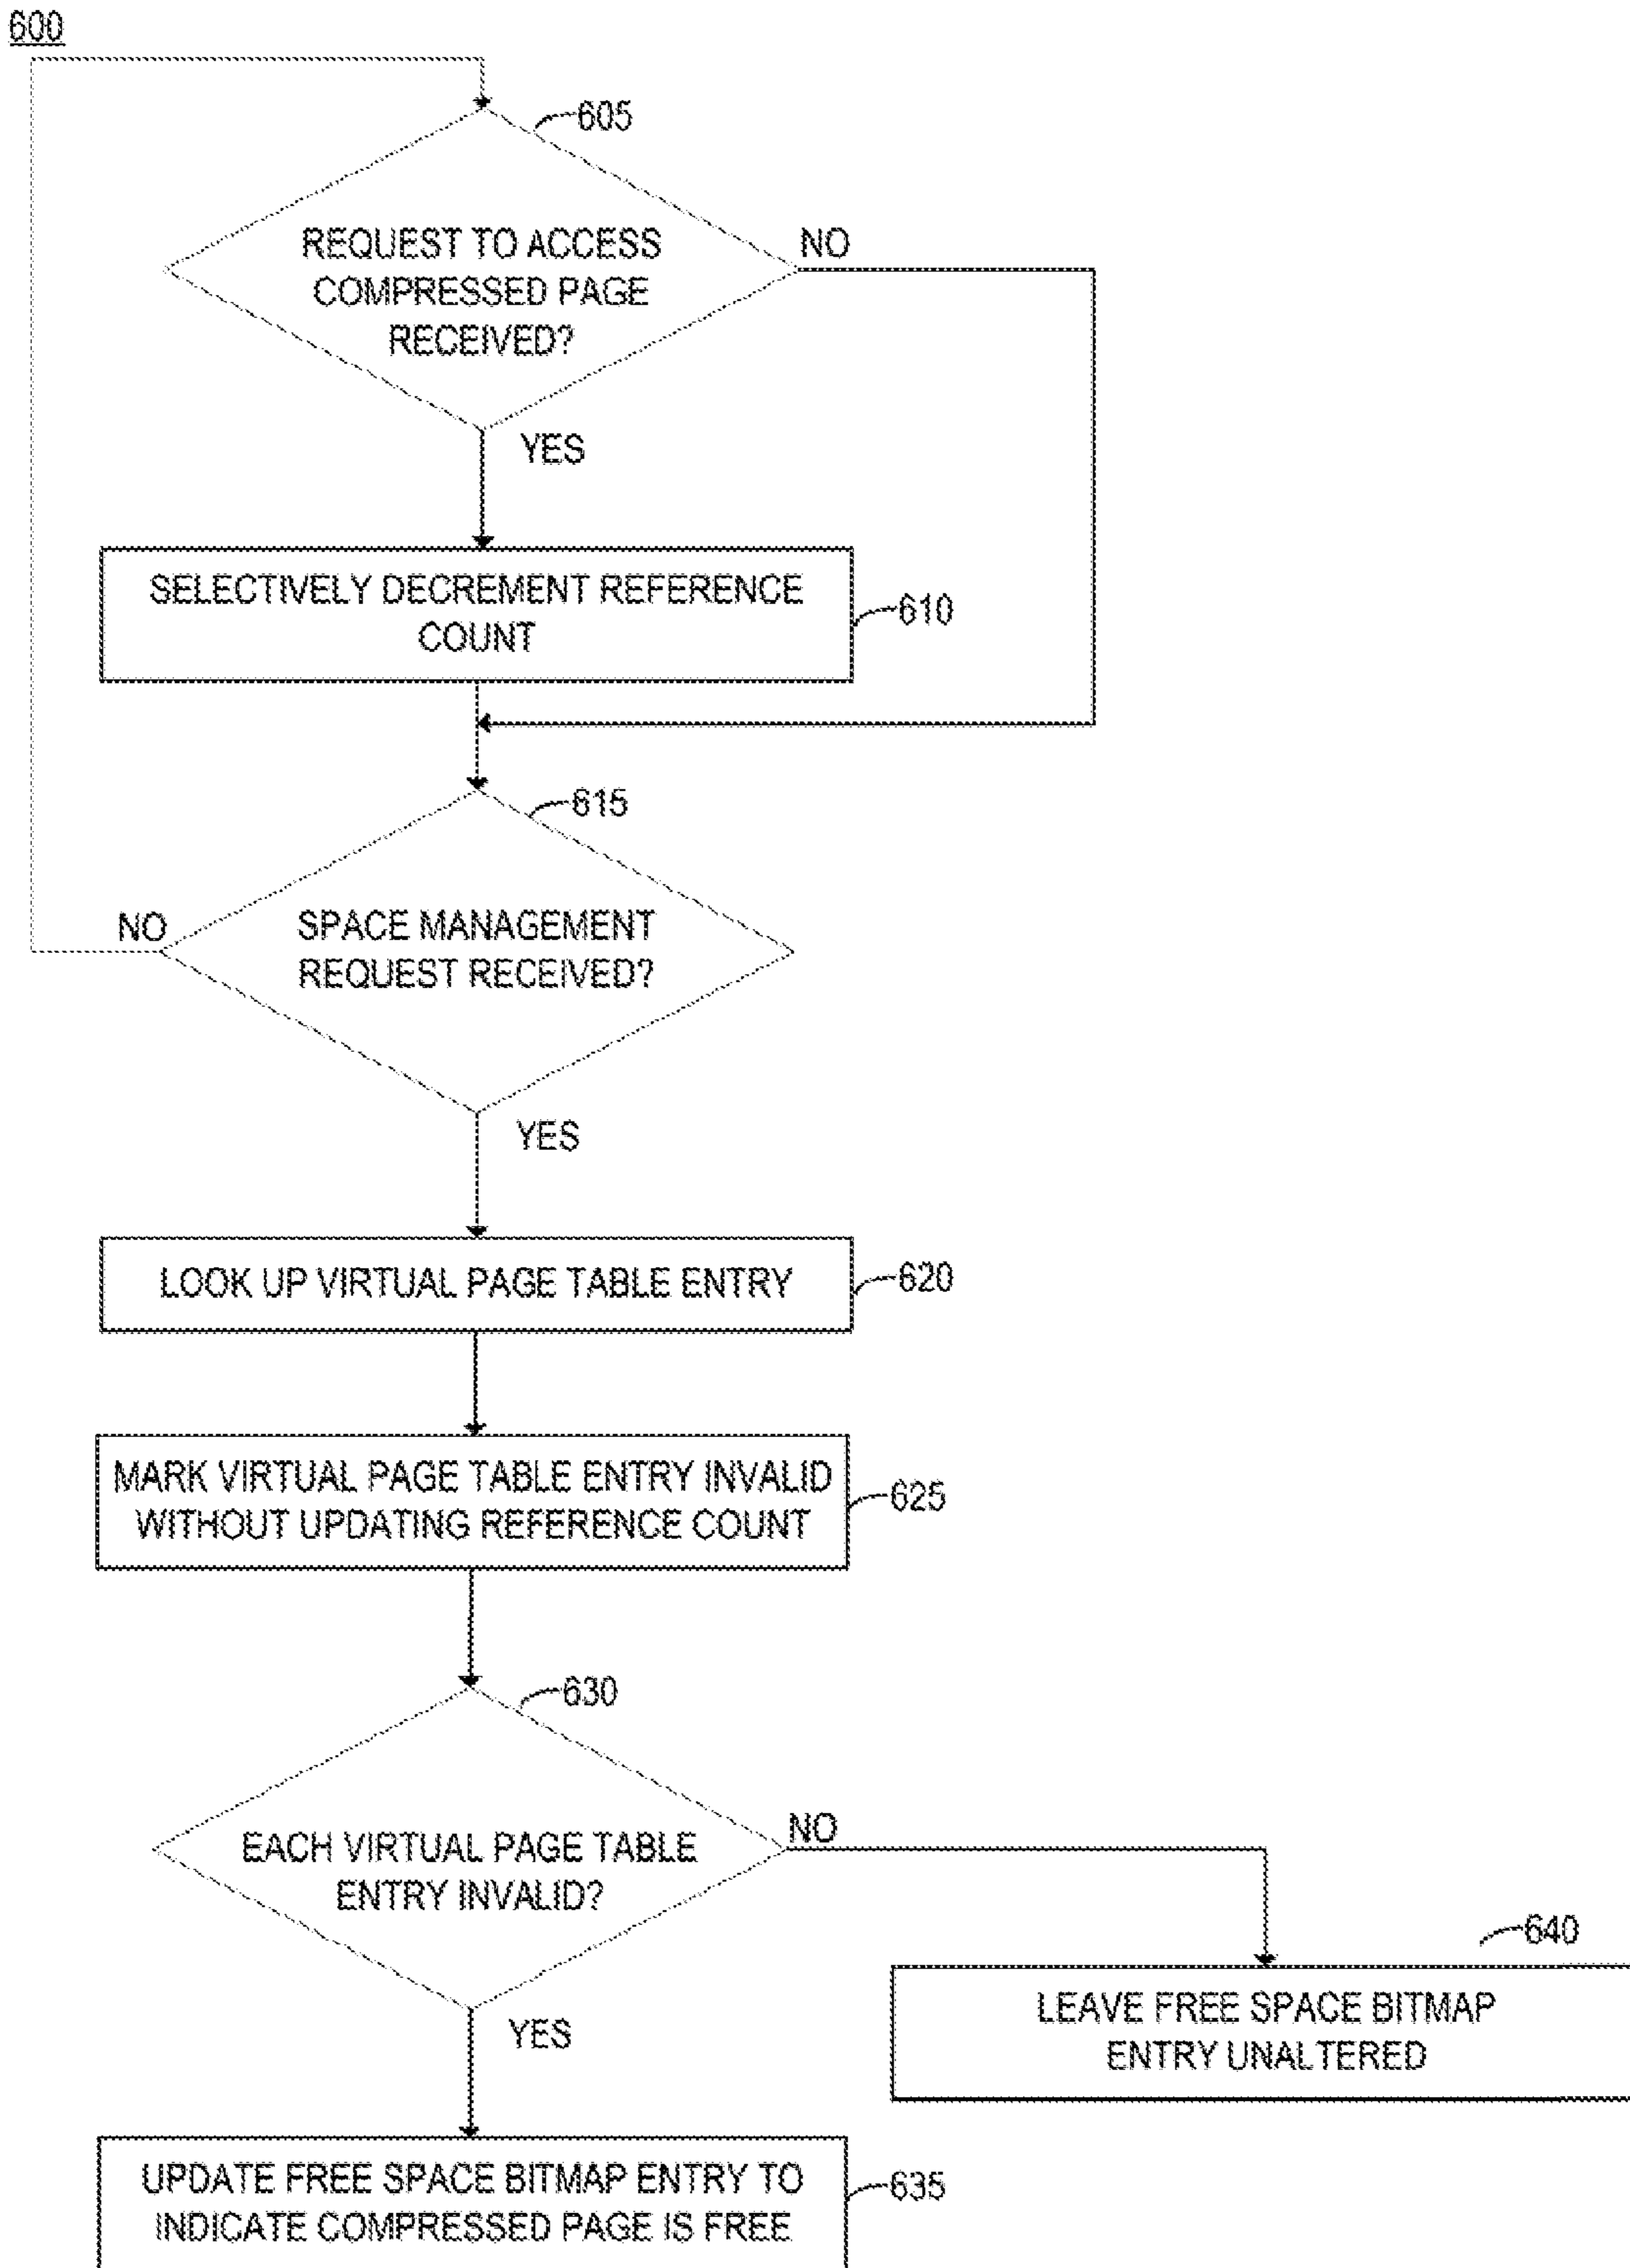 600
605
REQUEST TO ACCESS
COMPRESSED PAGE
RECEIVED?
NO
YES
SELECTIVELY DECREMENT REFERENCE
COUNT
610
615
SPACE MANAGEMENT
REQUEST RECEIVED?
NO
YES
LOOK UP VIRTUAL PAGE TABLE ENTRY
620
MARK VIRTUAL PAGE TABLE ENTRY INVALID
WITHOUT UPDATING REFERENCE COUNT
625
630
EACH VIRTUAL PAGE TABLE
ENTRY INVALID?
NO
YES
640
LEAVE FREE SPACE BITMAP
ENTRY UNALTERED
UPDATE FREE SPACE BITMAP ENTRY TO
INDICATE COMPRESSED PAGE IS FREE
635